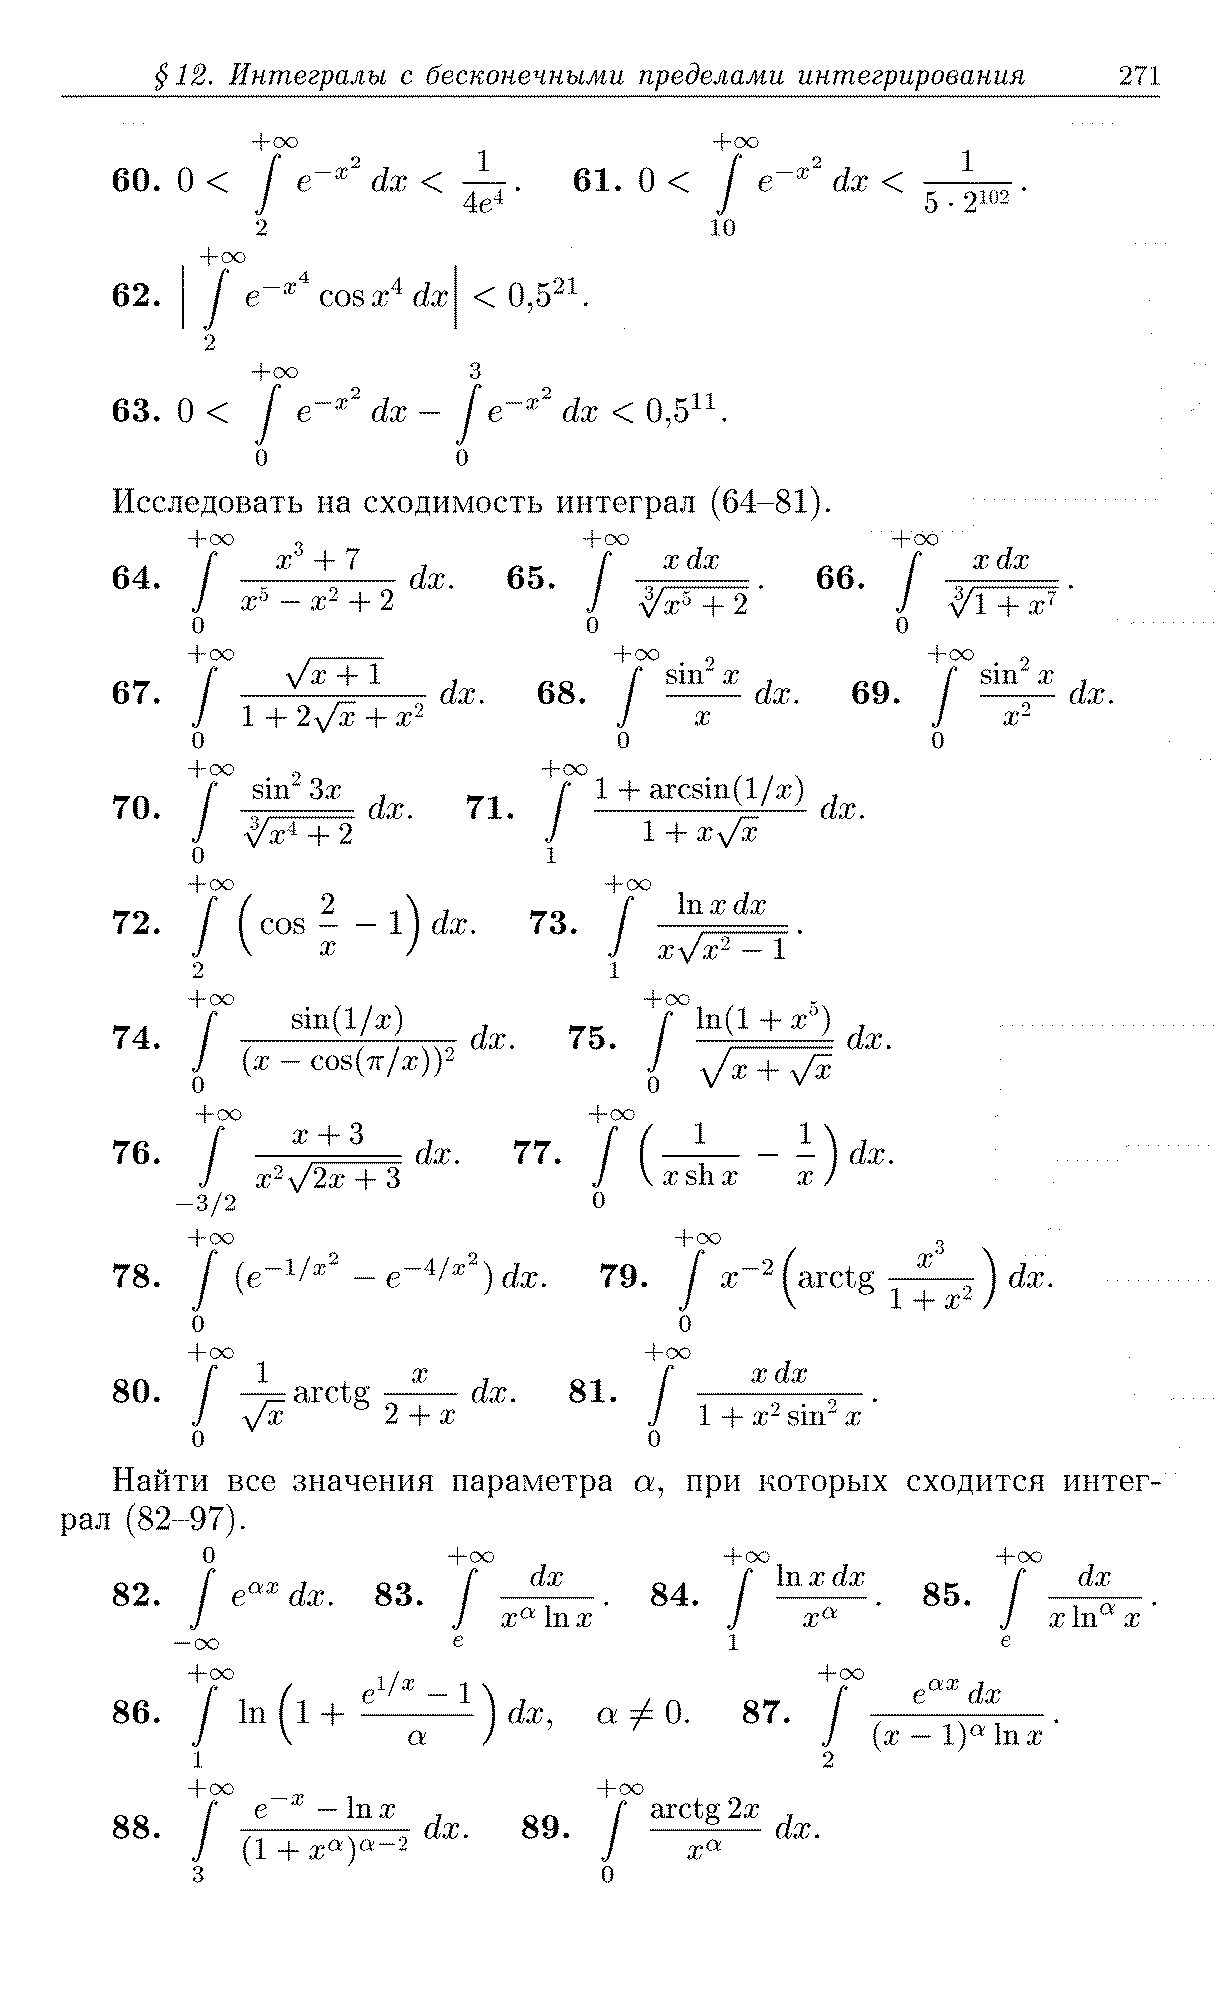 § 12. Интегралы с бесконечными пределами интегрирования 271
60. $0 < \int\limits_{2}^{+\infty} e^{-x^2}\,dx < \frac{1}{4e^4}.$ 61. $0 < \int\limits_{10}^{+\infty} e^{-x^2}\,dx < \frac{1}{5 \cdot 2^{102}}.$
62. $\left| \int\limits_{2}^{+\infty} e^{-x^4} \cos x^4\,dx \right| < 0{,}5^{21}.$
63. $0 < \int\limits_{0}^{+\infty} e^{-x^2}\,dx - \int\limits_{0}^{3} e^{-x^2}\,dx < 0{,}5^{11}.$
Исследовать на сходимость интеграл (64–81).
64. $\int\limits_{0}^{+\infty} \frac{x^3 + 7}{x^5 - x^2 + 2}\,dx.$ 65. $\int\limits_{0}^{+\infty} \frac{x\,dx}{\sqrt[3]{x^5 + 2}}.$ 66. $\int\limits_{0}^{+\infty} \frac{x\,dx}{\sqrt[3]{1 + x^7}}.$
67. $\int\limits_{0}^{+\infty} \frac{\sqrt{x + 1}}{1 + 2\sqrt{x} + x^2}\,dx.$ 68. $\int\limits_{0}^{+\infty} \frac{\sin^2 x}{x}\,dx.$ 69. $\int\limits_{0}^{+\infty} \frac{\sin^2 x}{x^2}\,dx.$
70. $\int\limits_{0}^{+\infty} \frac{\sin^2 3x}{\sqrt[3]{x^4 + 2}}\,dx.$ 71. $\int\limits_{1}^{+\infty} \frac{1 + \arcsin(1/x)}{1 + x\sqrt{x}}\,dx.$
72. $\int\limits_{2}^{+\infty} \left( \cos \frac{2}{x} - 1 \right) dx.$ 73. $\int\limits_{1}^{+\infty} \frac{\ln x\,dx}{x\sqrt{x^2 - 1}}.$
74. $\int\limits_{0}^{+\infty} \frac{\sin(1/x)}{(x - \cos(\pi/x))^2}\,dx.$ 75. $\int\limits_{0}^{+\infty} \frac{\ln(1 + x^5)}{\sqrt{x + \sqrt{x}}}\,dx.$
76. $\int\limits_{-3/2}^{+\infty} \frac{x + 3}{x^2\sqrt{2x + 3}}\,dx.$ 77. $\int\limits_{0}^{+\infty} \left( \frac{1}{x \operatorname{sh} x} - \frac{1}{x} \right) dx.$
78. $\int\limits_{0}^{+\infty} (e^{-1/x^2} - e^{-4/x^2})\,dx.$ 79. $\int\limits_{0}^{+\infty} x^{-2} \left( \operatorname{arctg} \frac{x^3}{1 + x^2} \right) dx.$
80. $\int\limits_{0}^{+\infty} \frac{1}{\sqrt{x}} \operatorname{arctg} \frac{x}{2 + x}\,dx.$ 81. $\int\limits_{0}^{+\infty} \frac{x\,dx}{1 + x^2 \sin^2 x}.$
Найти все значения параметра α, при которых сходится интег-
рал (82–97).
82. $\int\limits_{-\infty}^{0} e^{\alpha x}\,dx.$ 83. $\int\limits_{e}^{+\infty} \frac{dx}{x^\alpha \ln x}.$ 84. $\int\limits_{1}^{+\infty} \frac{\ln x\,dx}{x^\alpha}.$ 85. $\int\limits_{e}^{+\infty} \frac{dx}{x \ln^\alpha x}.$
86. $\int\limits_{1}^{+\infty} \ln \left( 1 + \frac{e^{1/x} - 1}{\alpha} \right) dx, \quad \alpha \neq 0.$ 87. $\int\limits_{2}^{+\infty} \frac{e^{\alpha x}\,dx}{(x - 1)^\alpha \ln x}.$
88. $\int\limits_{3}^{+\infty} \frac{e^{-x} - \ln x}{(1 + x^\alpha)^{\alpha - 2}}\,dx.$ 89. $\int\limits_{0}^{+\infty} \frac{\operatorname{arctg} 2x}{x^\alpha}\,dx.$